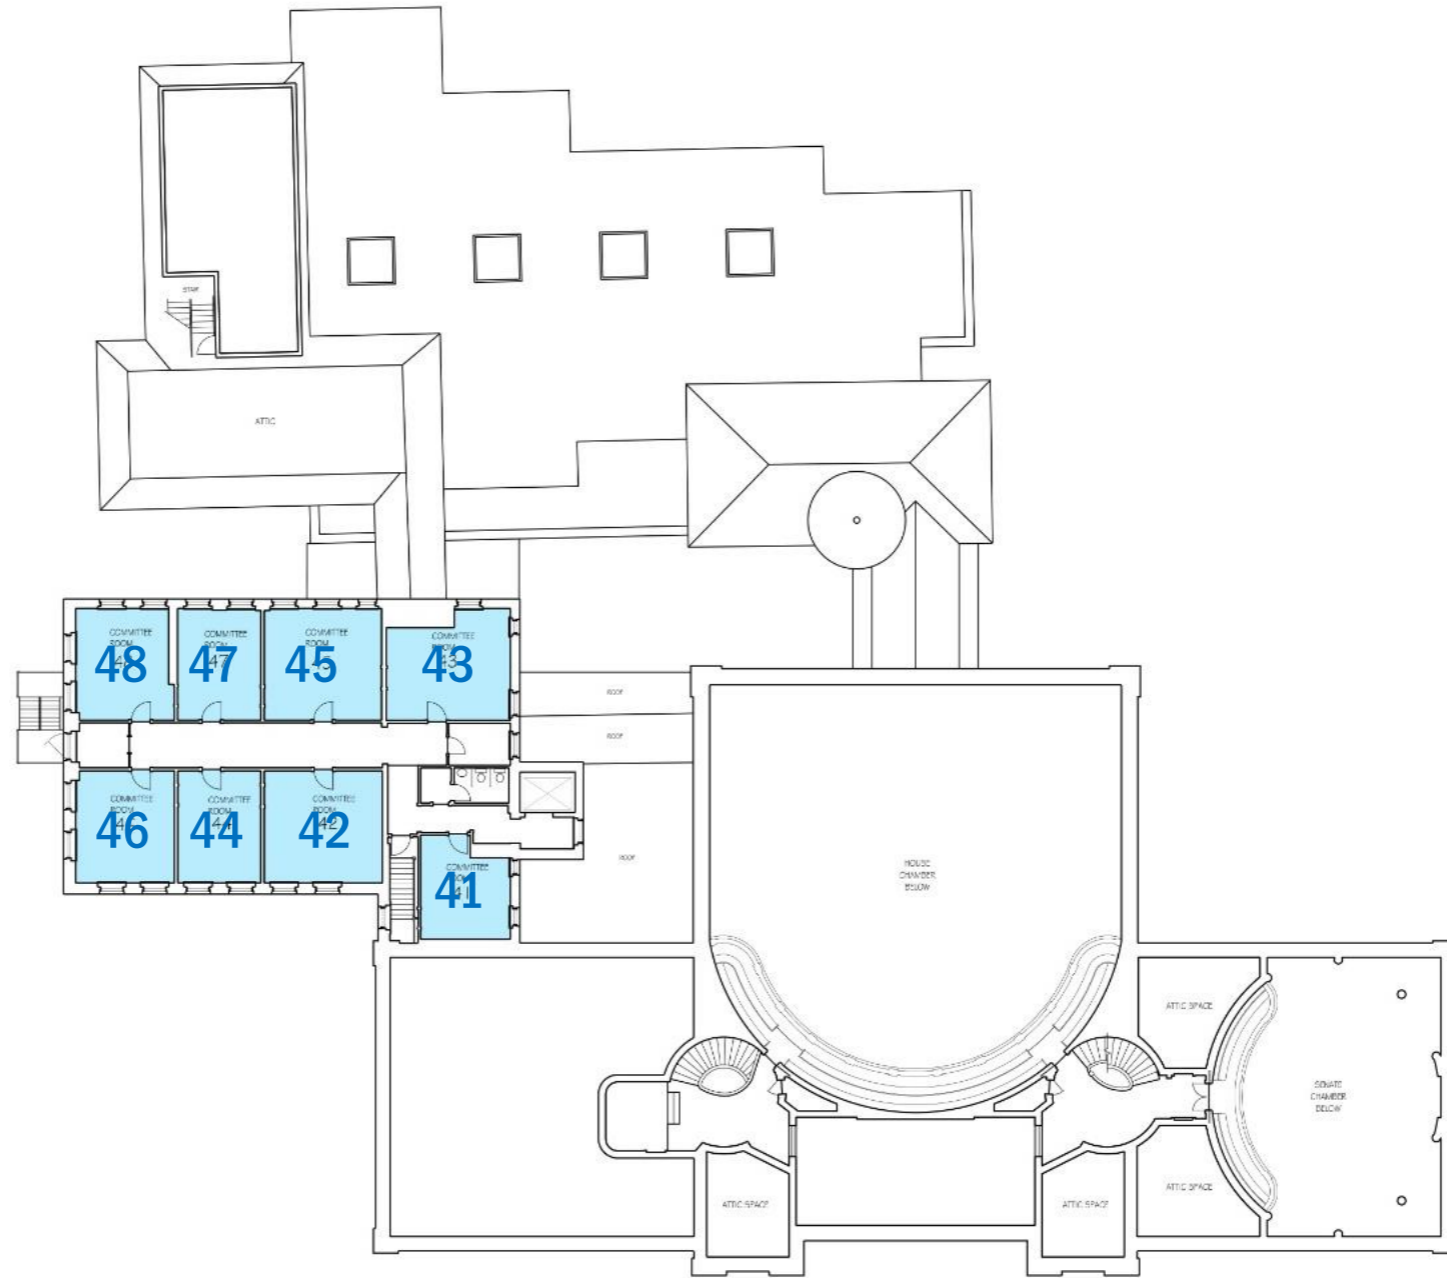 STAIR
ATTIC
COMMITTEE
ROOM
48
COMMITTEE
ROOM
47
COMMITTEE
ROOM
45
COMMITTEE
ROOM
43
ROOF
ROOF
COMMITTEE
ROOM
46
COMMITTEE
ROOM
44
COMMITTEE
ROOM
42
COMMITTEE
ROOM
41
ROOF
HOUSE
CHAMBER
BELOW
ATTIC SPACE
SENATE
CHAMBER
BELOW
ATTIC SPACE
ATTIC SPACE
ATTIC SPACE